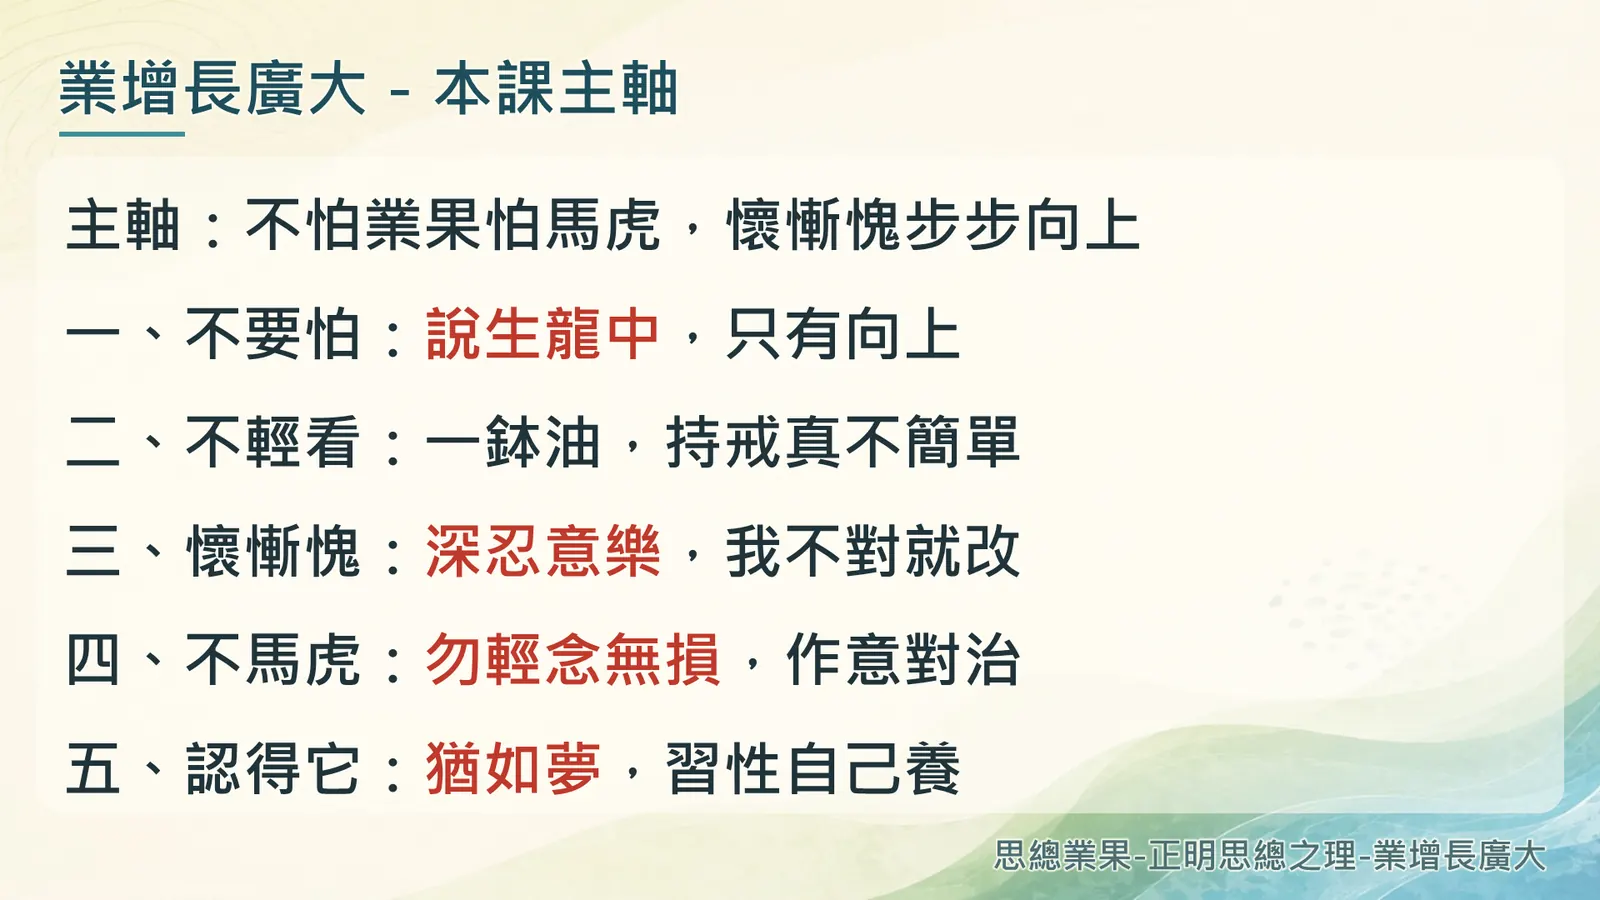 業增長廣大 - 本課主軸
主軸：不怕業果怕馬虎，懷慚愧步步向上
一、不要怕：說生龍中，只有向上
二、不輕看：一鉢油，持戒真不簡單
三、懷慚愧：深忍意樂，我不對就改
四、不馬虎：勿輕念無損，作意對治
五、認得它：猶如夢，習性自己養
思總業果-正明思總之理-業增長廣大